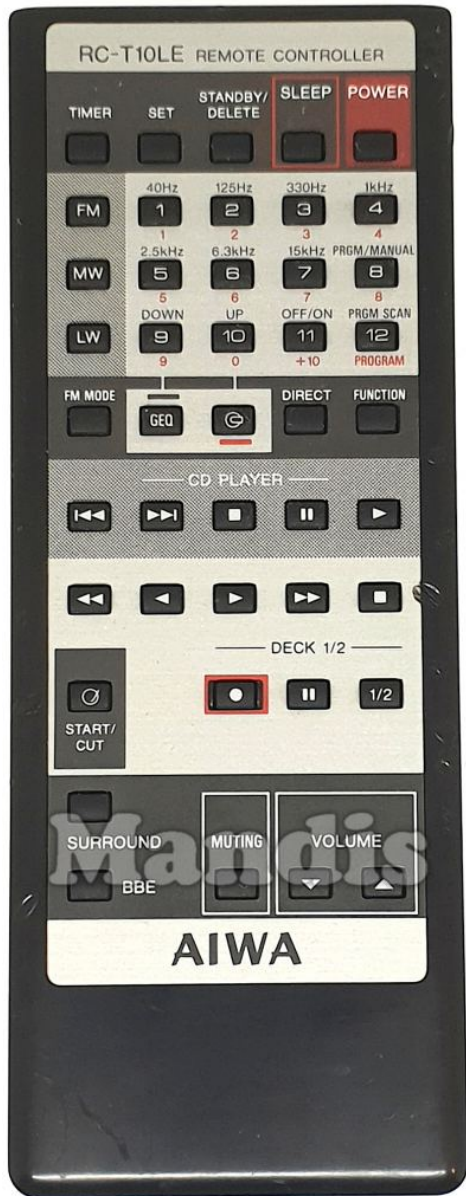 RC-T10LE REMOTE CONTROLLER
TIMER SET STANDBY/ DELETE SLEEP POWER
40Hz 125Hz 330Hz 1kHz
FM 1 2 3 4
1 2 3 4
2.5kHz 6.3kHz 15kHz PRGM/MANUAL
MW 5 6 7 8
5 6 7 8
DOWN UP OFF/ON PRGM SCAN
LW 9 10 11 12
9 0 +10 PROGRAM
FM MODE DIRECT FUNCTION
GEQ
CD PLAYER
DECK 1/2
1/2
START/
CUT
SURROUND MUTING VOLUME
BBE
Mandis
AIWA